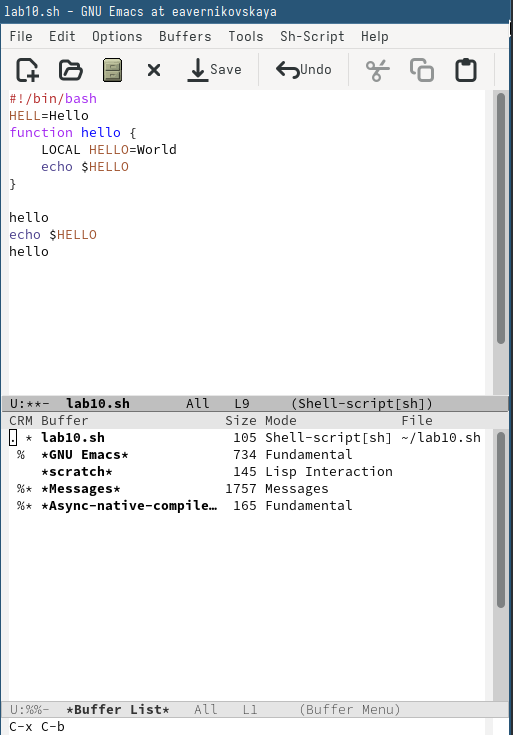 lab10.sh - GNU Emacs at eavernikovskaya
File Edit Options Buffers Tools Sh-Script Help
Save Undo
#!/bin/bash
HELL=Hello
function hello {
    LOCAL HELLO=World
    echo $HELLO
}
hello
echo $HELLO
hello
U:**-  lab10.sh       All   L9     (Shell-script[sh])
CRM Buffer                 Size Mode             File
. * lab10.sh                105 Shell-script[sh] ~/lab10.sh
 %  *GNU Emacs*             734 Fundamental
    *scratch*               145 Lisp Interaction
 %* *Messages*             1757 Messages
 %* *Async-native-compile…  165 Fundamental
U:%%-  *Buffer List*   All   L1     (Buffer Menu)
C-x C-b